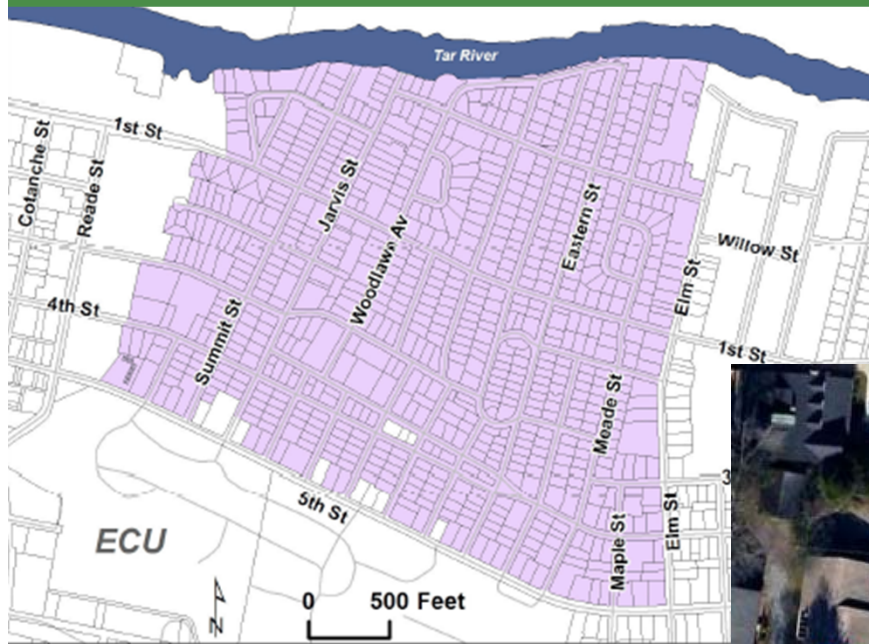 Tar River
1st St
Cotanche St
Reade St
Jarvis St
Woodlawn Av
Eastern St
Willow St
Elm St
4th St
Summit St
1st St
Meade St
3
5th St
Maple St
Elm St
ECU
N
0 500 Feet